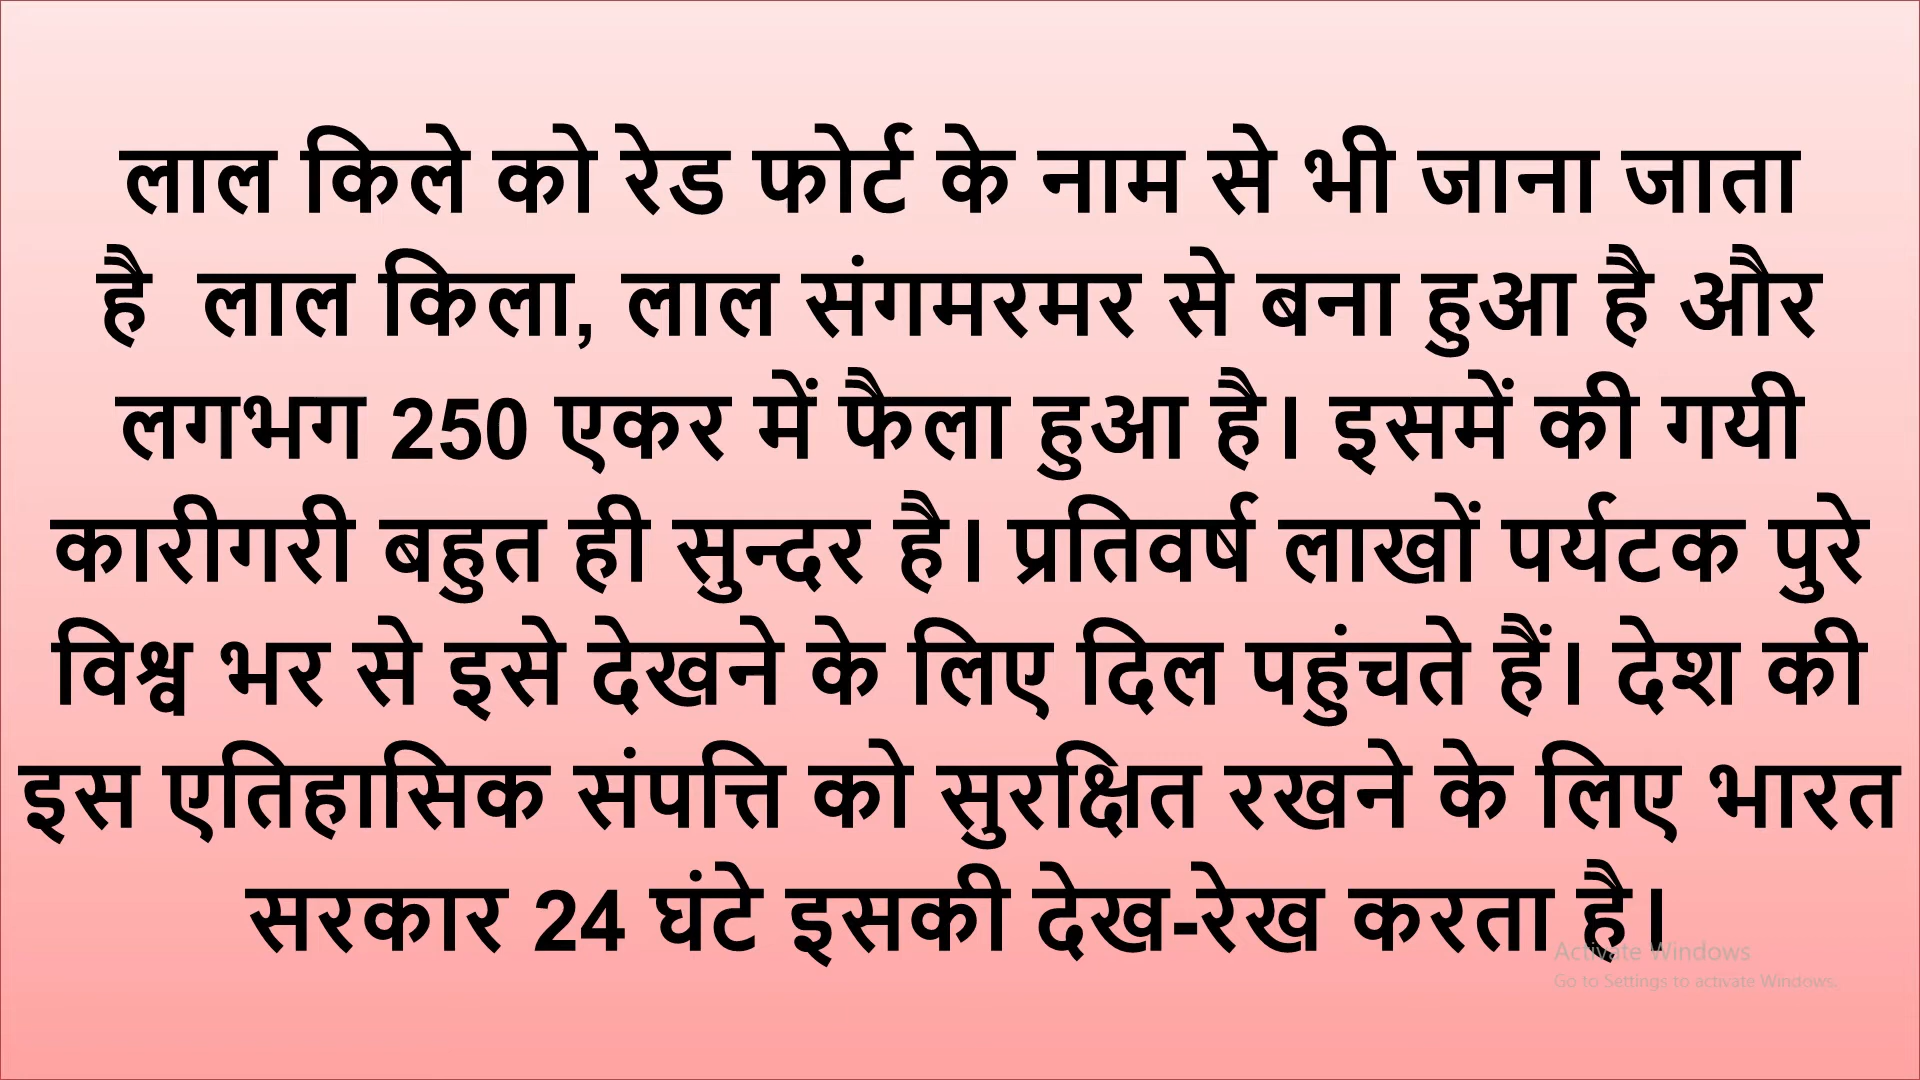 लाल किले को रेड फोर्ट के नाम से भी जाना जाता
है  लाल किला, लाल संगमरमर से बना हुआ है और
लगभग 250 एकर में फैला हुआ है। इसमें की गयी
कारीगरी बहुत ही सुन्दर है। प्रतिवर्ष लाखों पर्यटक पुरे
विश्व भर से इसे देखने के लिए दिल पहुंचते हैं। देश की
इस एतिहासिक संपत्ति को सुरक्षित रखने के लिए भारत
सरकार 24 घंटे इसकी देख-रेख करता है।
Activate Windows
Go to Settings to activate Windows.